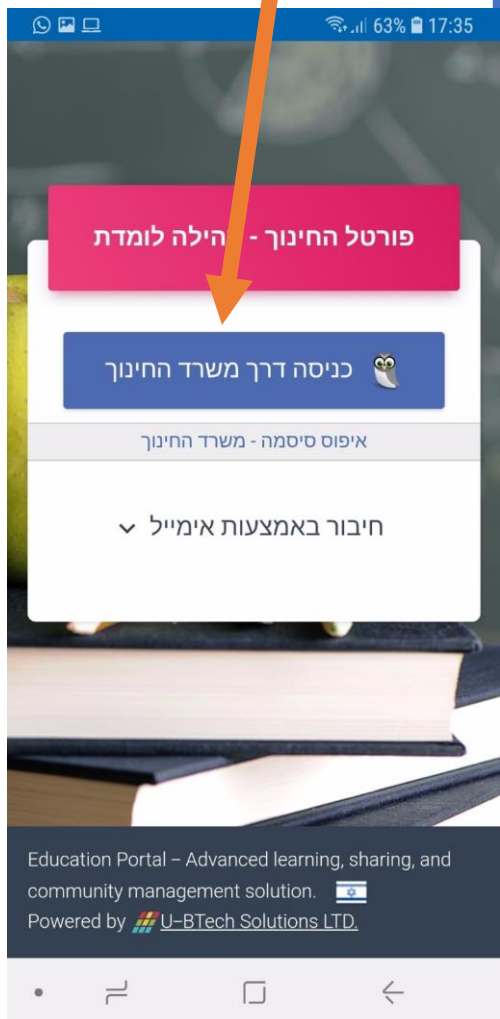 63% 17:35
פורטל החינוך - הילה לומדת
כניסה דרך משרד החינוך
איפוס סיסמה - משרד החינוך
חיבור באמצעות אימייל
Education Portal – Advanced learning, sharing, and
community management solution.
Powered by U-BTech Solutions LTD.